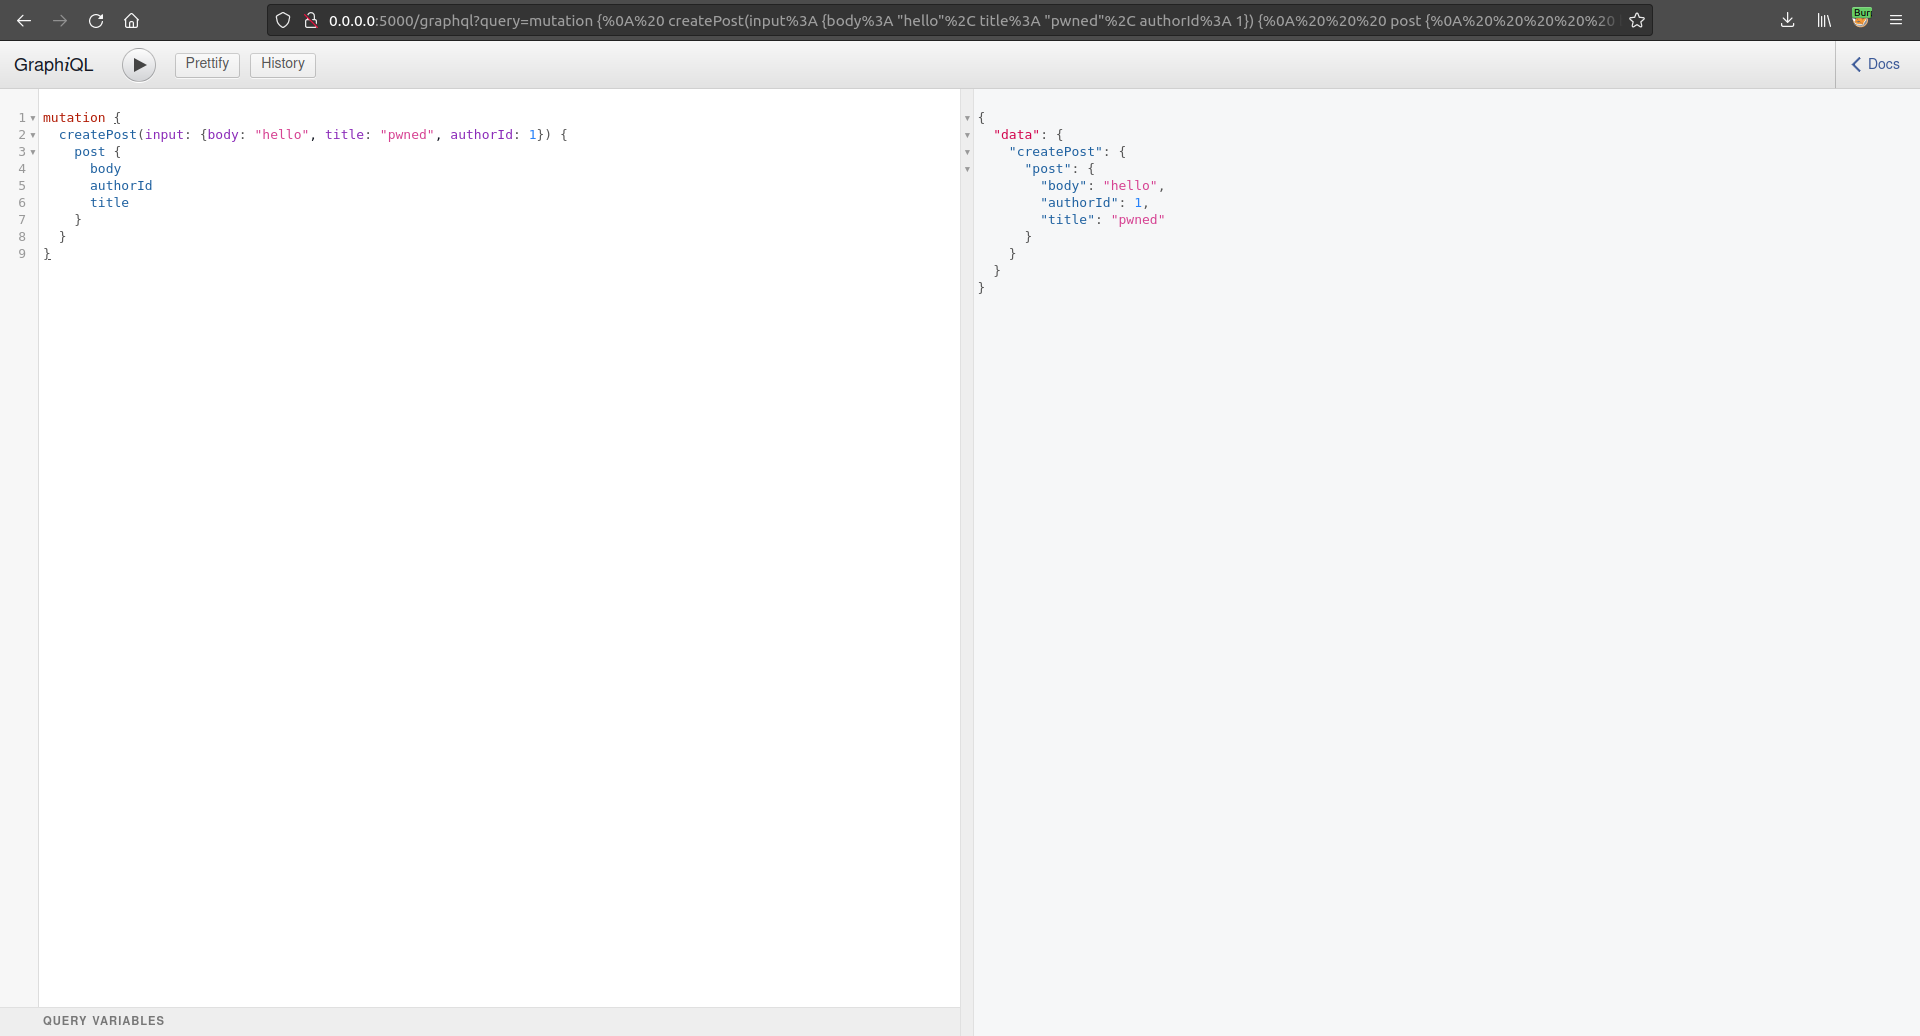 0.0.0.0:5000/graphql?query=mutation {%0A%20 createPost(input%3A {body%3A "hello"%2C title%3A "pwned"%2C authorId%3A 1}) {%0A%20%20%20 post {%0A%20%20%20%20%20
Burp
GraphiQL
Prettify
History
Docs
1 mutation {
2 createPost(input: {body: "hello", title: "pwned", authorId: 1}) {
3 post {
4 body
5 authorId
6 title
7 }
8 }
9 }
{
"data": {
"createPost": {
"post": {
"body": "hello",
"authorId": 1,
"title": "pwned"
}
}
}
}
QUERY VARIABLES